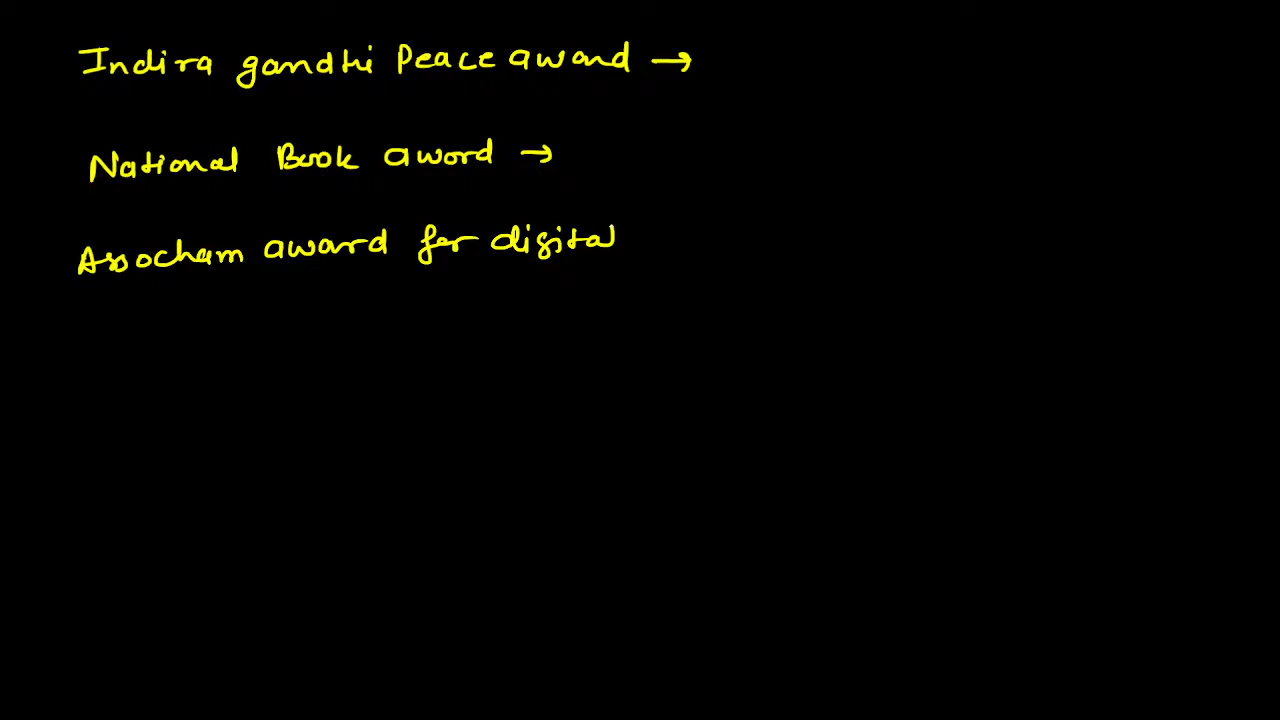 Indira gandhi Peace award →
National Book award →
Assocham award for digital